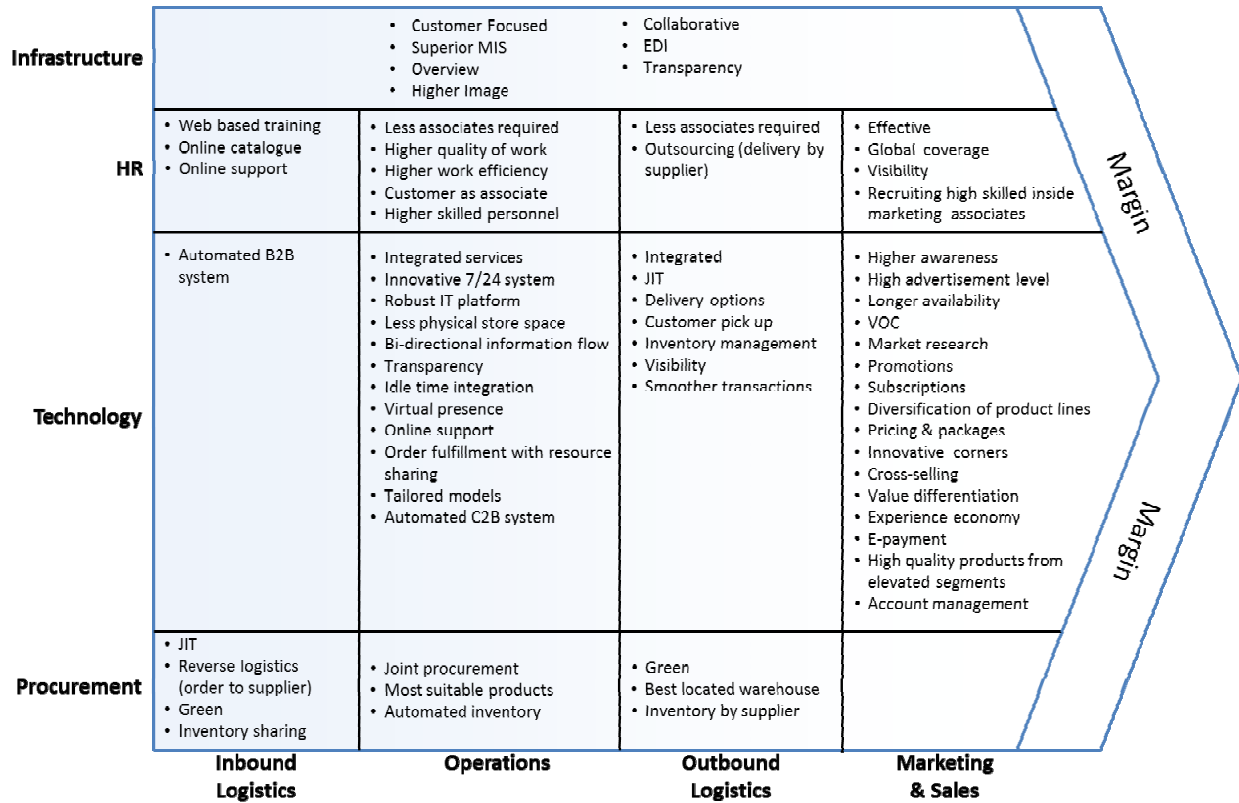 Infrastructure
• Customer Focused
• Superior MIS
• Overview
• Higher Image
• Collaborative
• EDI
• Transparency
HR
• Web based training
• Online catalogue
• Online support
• Less associates required
• Higher quality of work
• Higher work efficiency
• Customer as associate
• Higher skilled personnel
• Less associates required
• Outsourcing (delivery by
supplier)
• Effective
• Global coverage
• Visibility
• Recruiting high skilled inside
marketing associates
Technology
• Automated B2B
system
• Integrated services
• Innovative 7/24 system
• Robust IT platform
• Less physical store space
• Bi-directional information flow
• Transparency
• Idle time integration
• Virtual presence
• Online support
• Order fulfillment with resource
sharing
• Tailored models
• Automated C2B system
• Integrated
• JIT
• Delivery options
• Customer pick up
• Inventory management
• Visibility
• Smoother transactions
• Higher awareness
• High advertisement level
• Longer availability
• VOC
• Market research
• Promotions
• Subscriptions
• Diversification of product lines
• Pricing & packages
• Innovative corners
• Cross-selling
• Value differentiation
• Experience economy
• E-payment
• High quality products from
elevated segments
• Account management
Procurement
• JIT
• Reverse logistics
(order to supplier)
• Green
• Inventory sharing
• Joint procurement
• Most suitable products
• Automated inventory
• Green
• Best located warehouse
• Inventory by supplier
Margin
Margin
Inbound
Logistics
Operations
Outbound
Logistics
Marketing
& Sales